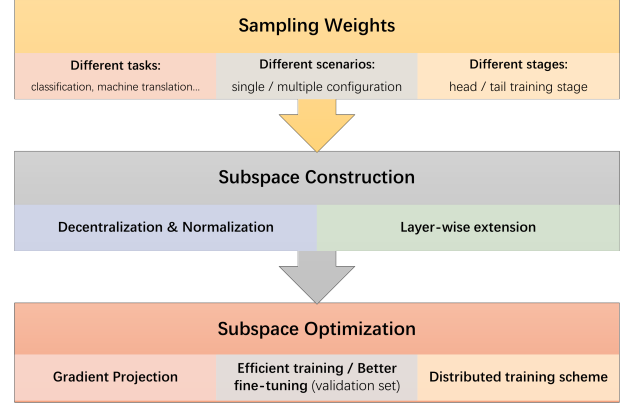 Sampling Weights
Different tasks:
classification, machine translation...
Different scenarios:
single / multiple configuration
Different stages:
head / tail training stage
Subspace Construction
Decentralization & Normalization
Layer-wise extension
Subspace Optimization
Gradient Projection
Efficient training / Better
fine-tuning (validation set)
Distributed training scheme